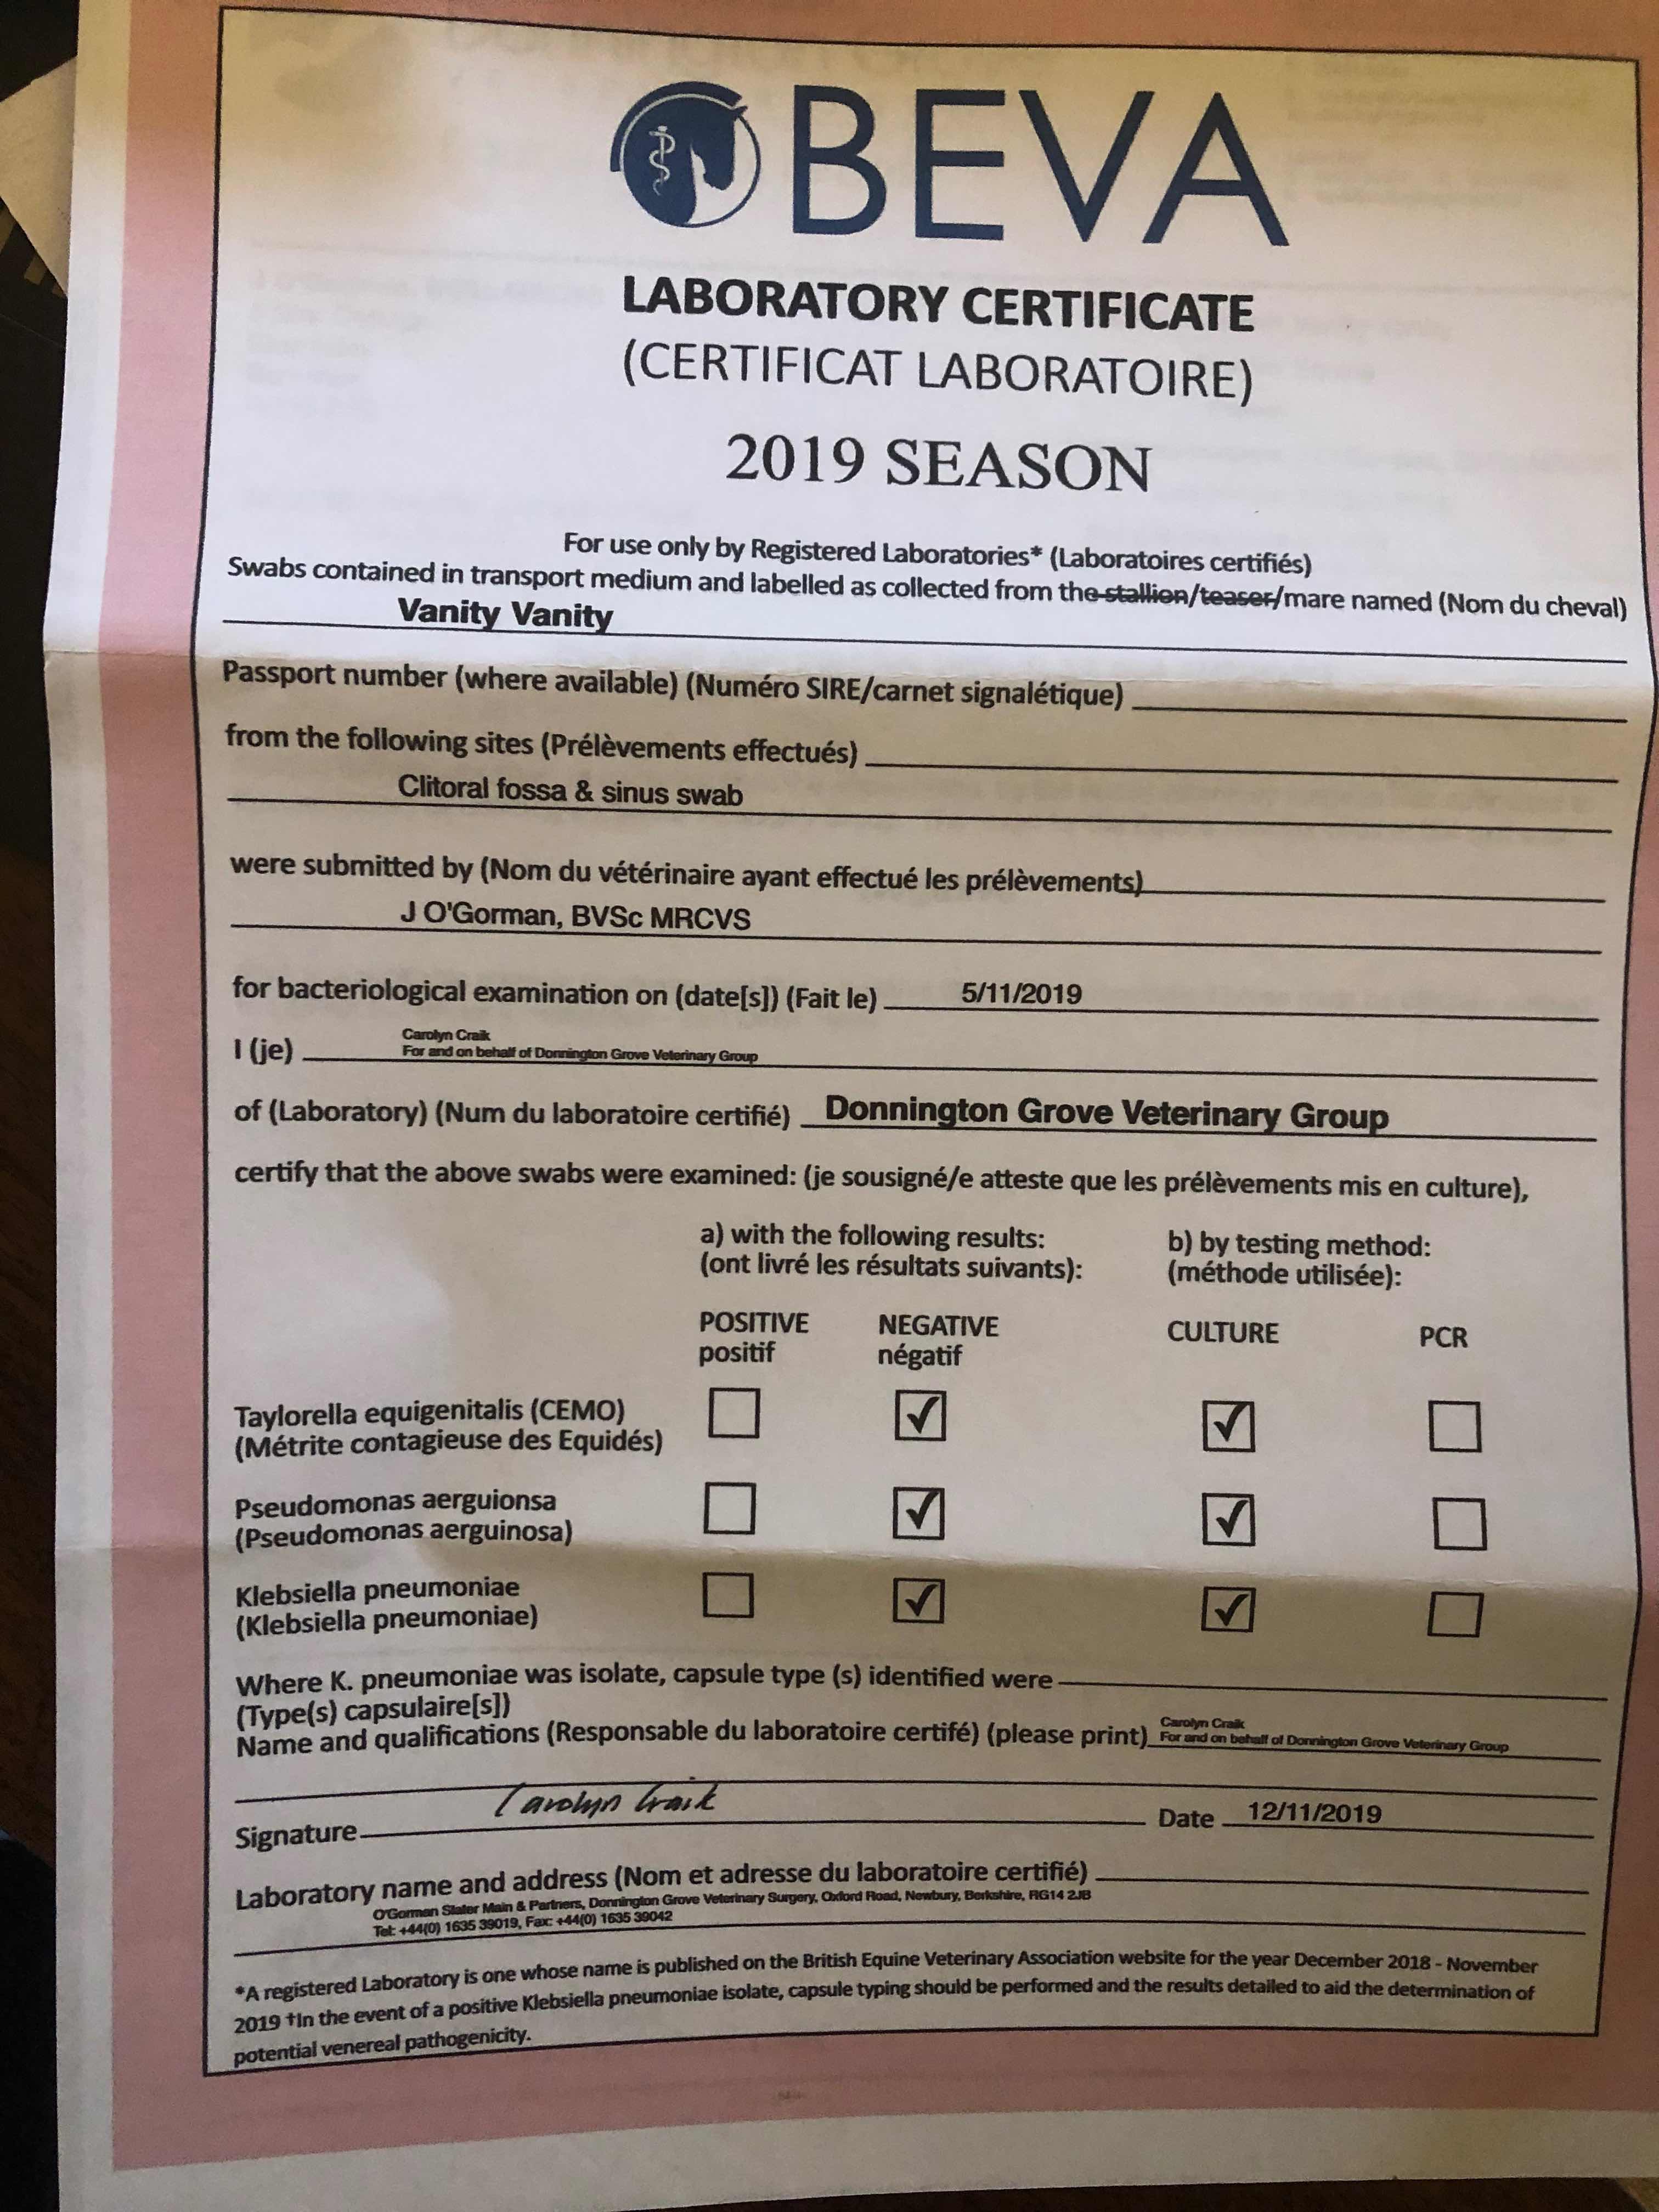 BEVA
LABORATORY CERTIFICATE
(CERTIFICAT LABORATOIRE)
2019 SEASON
For use only by Registered Laboratories* (Laboratoires certifiés)
Swabs contained in transport medium and labelled as collected from the stallion/teaser/mare named (Nom du cheval)
Vanity Vanity
Passport number (where available) (Numéro SIRE/carnet signalétique)
from the following sites (Prélèvements effectués)
Clitoral fossa & sinus swab
were submitted by (Nom du vétérinaire ayant effectué les prélèvements)
J O'Gorman, BVSc MRCVS
for bacteriological examination on (date[s]) (Fait le) 5/11/2019
Carolyn Craik
I (je) For and on behalf of Donnington Grove Veterinary Group
of (Laboratory) (Num du laboratoire certifié) Donnington Grove Veterinary Group
certify that the above swabs were examined: (je sousigné/e atteste que les prélèvements mis en culture),
a) with the following results: b) by testing method:
(ont livré les résultats suivants): (méthode utilisée):
POSITIVE NEGATIVE CULTURE PCR
positif négatif
Taylorella equigenitalis (CEMO) ☐ ☑ ☑ ☐
(Métrite contagieuse des Equidés)
Pseudomonas aerguionsa ☐ ☑ ☑ ☐
(Pseudomonas aerguinosa)
Klebsiella pneumoniae ☐ ☑ ☑ ☐
(Klebsiella pneumoniae)
Where K. pneumoniae was isolate, capsule type (s) identified were
(Type(s) capsulaire[s])
Carolyn Craik
Name and qualifications (Responsable du laboratoire certifé) (please print) For and on behalf of Donnington Grove Veterinary Group
Carolyn Craik
Signature Date 12/11/2019
Laboratory name and address (Nom et adresse du laboratoire certifié)
O'Gorman Slater Main & Partners, Donnington Grove Veterinary Surgery, Oxford Road, Newbury, Berkshire, RG14 2JB
Tel: +44(0) 1635 39019, Fax: +44(0) 1635 39042
*A registered Laboratory is one whose name is published on the British Equine Veterinary Association website for the year December 2018 - November
2019 †In the event of a positive Klebsiella pneumoniae isolate, capsule typing should be performed and the results detailed to aid the determination of
potential venereal pathogenicity.